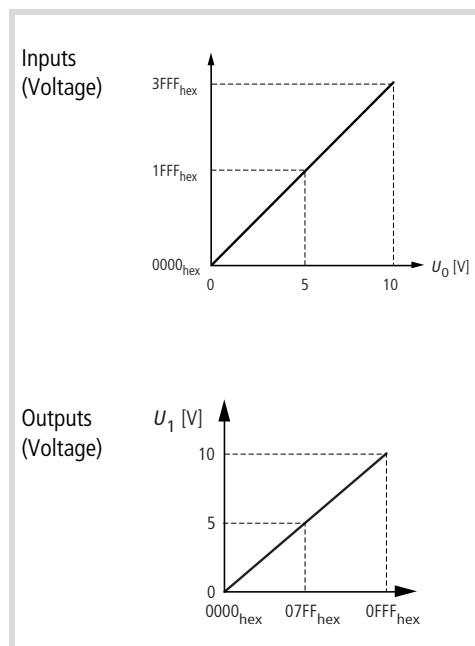 Inputs
(Voltage)
3FFFhex
1FFFhex
0000hex
0
5
10
U0 [V]
Outputs
(Voltage)
U1 [V]
10
5
0
0000hex
07FFhex
0FFFhex